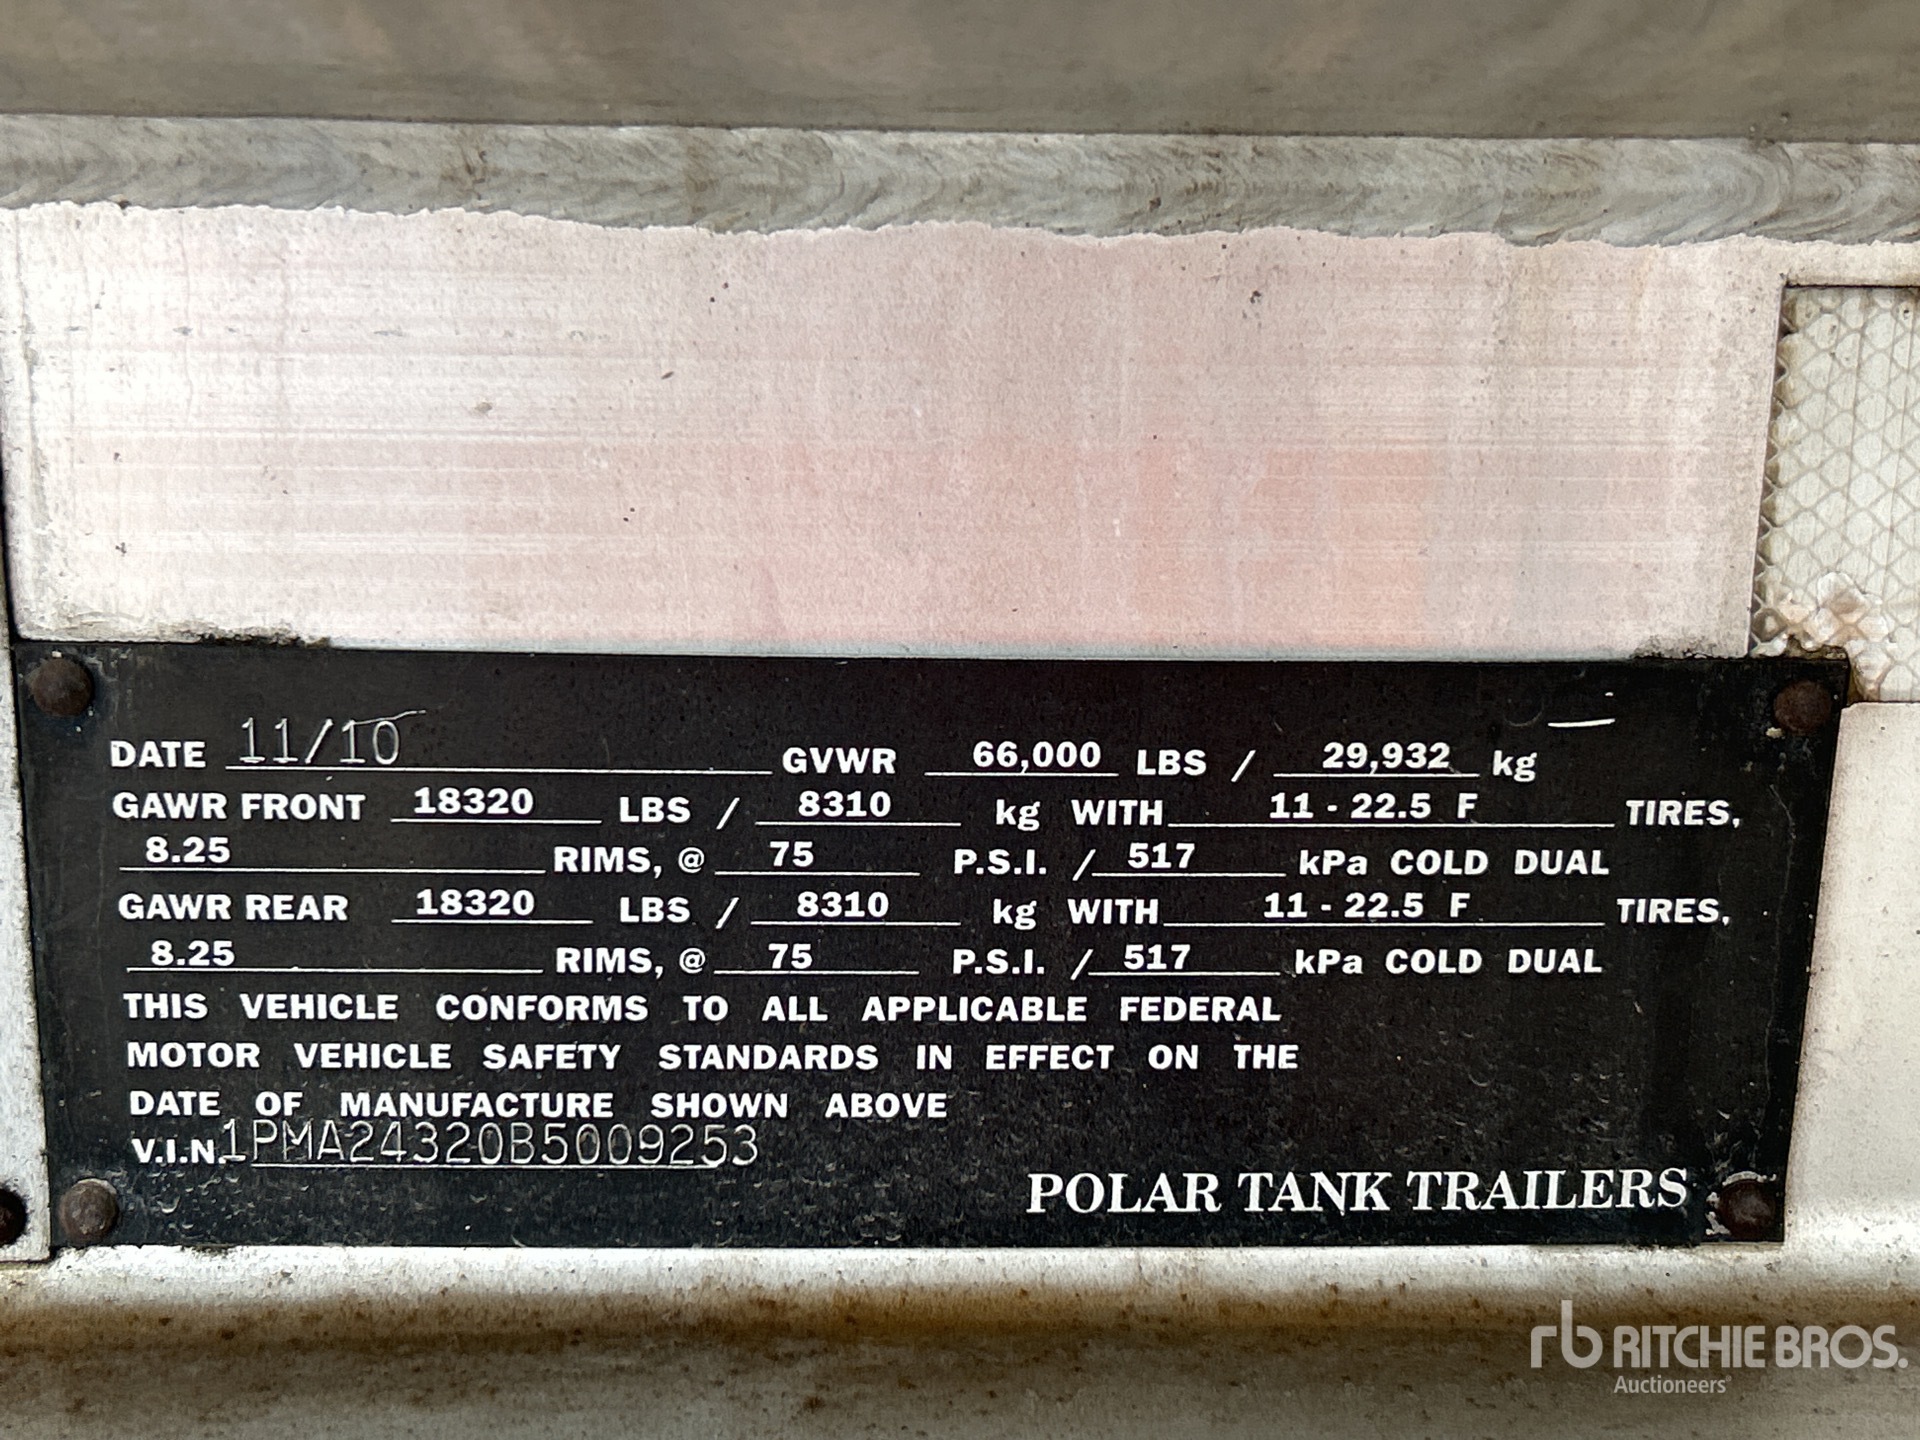 DATE 11/10 GVWR 66,000 LBS / 29,932 kg
GAWR FRONT 18320 LBS / 8310 kg WITH 11 - 22.5 F TIRES,
8.25 RIMS, @ 75 P.S.I. / 517 kPa COLD DUAL
GAWR REAR 18320 LBS / 8310 kg WITH 11 - 22.5 F TIRES,
8.25 RIMS, @ 75 P.S.I. / 517 kPa COLD DUAL
THIS VEHICLE CONFORMS TO ALL APPLICABLE FEDERAL
MOTOR VEHICLE SAFETY STANDARDS IN EFFECT ON THE
DATE OF MANUFACTURE SHOWN ABOVE
V.I.N. 1PMA24320B5009253
POLAR TANK TRAILERS
rb RITCHIE BROS.
Auctioneers